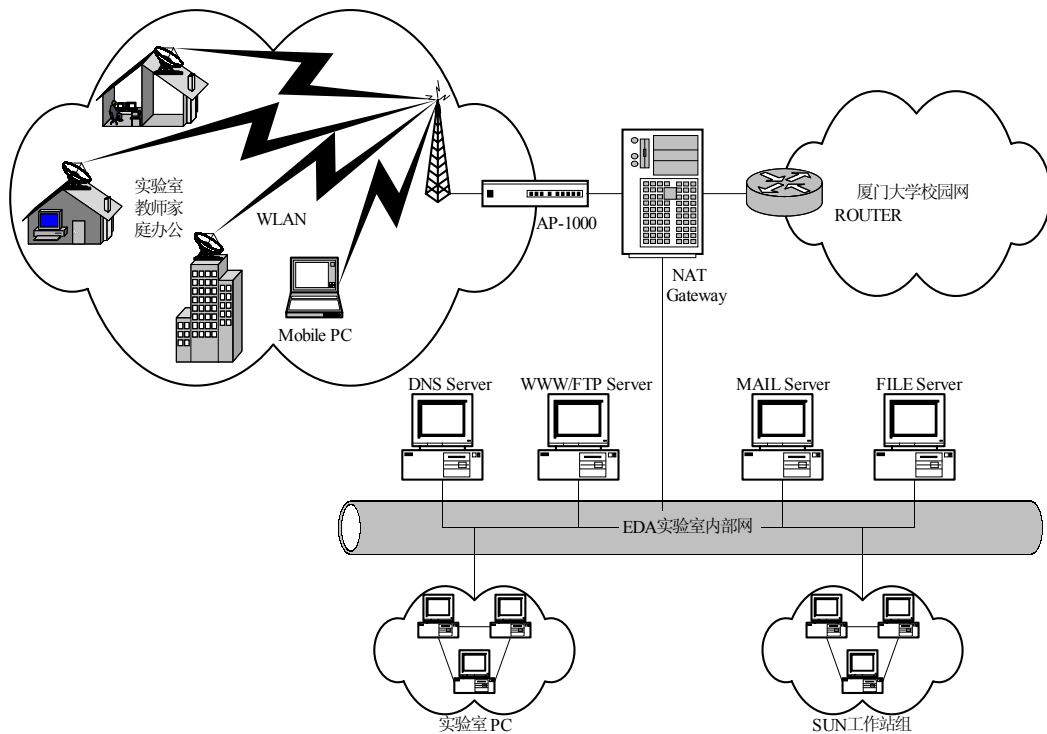 实验室
教师家
庭办公
WLAN
Mobile PC
AP-1000
NAT
Gateway
厦门大学校园网
ROUTER
DNS Server
WWW/FTP Server
MAIL Server
FILE Server
EDA实验室内部网
实验室 PC
SUN工作站组